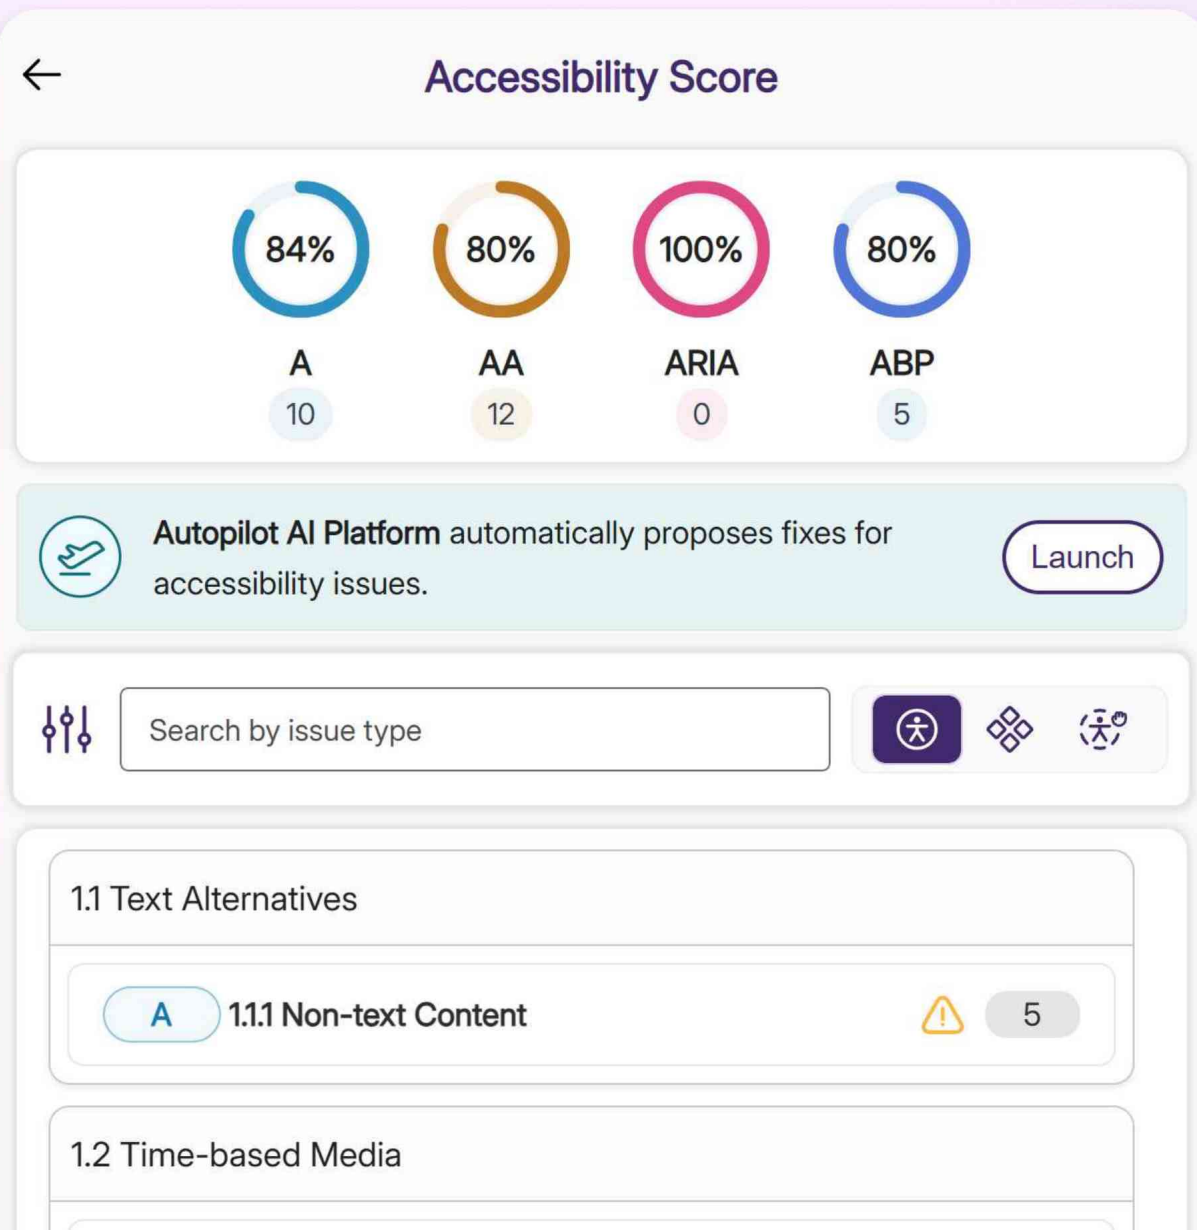 Accessibility Score
84%
80%
100%
80%
A
AA
ARIA
ABP
10
12
0
5
Autopilot AI Platform automatically proposes fixes for
accessibility issues.
Launch
Search by issue type
1.1 Text Alternatives
A
1.1.1 Non-text Content
5
1.2 Time-based Media